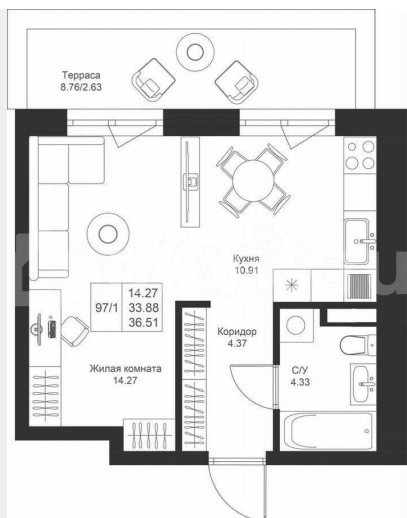 Терраса
8.76/2.63
Кухня
10.91
97/1
14.27
33.88
36.51
Коридор
4.37
Жилая комната
14.27
С/У
4.33